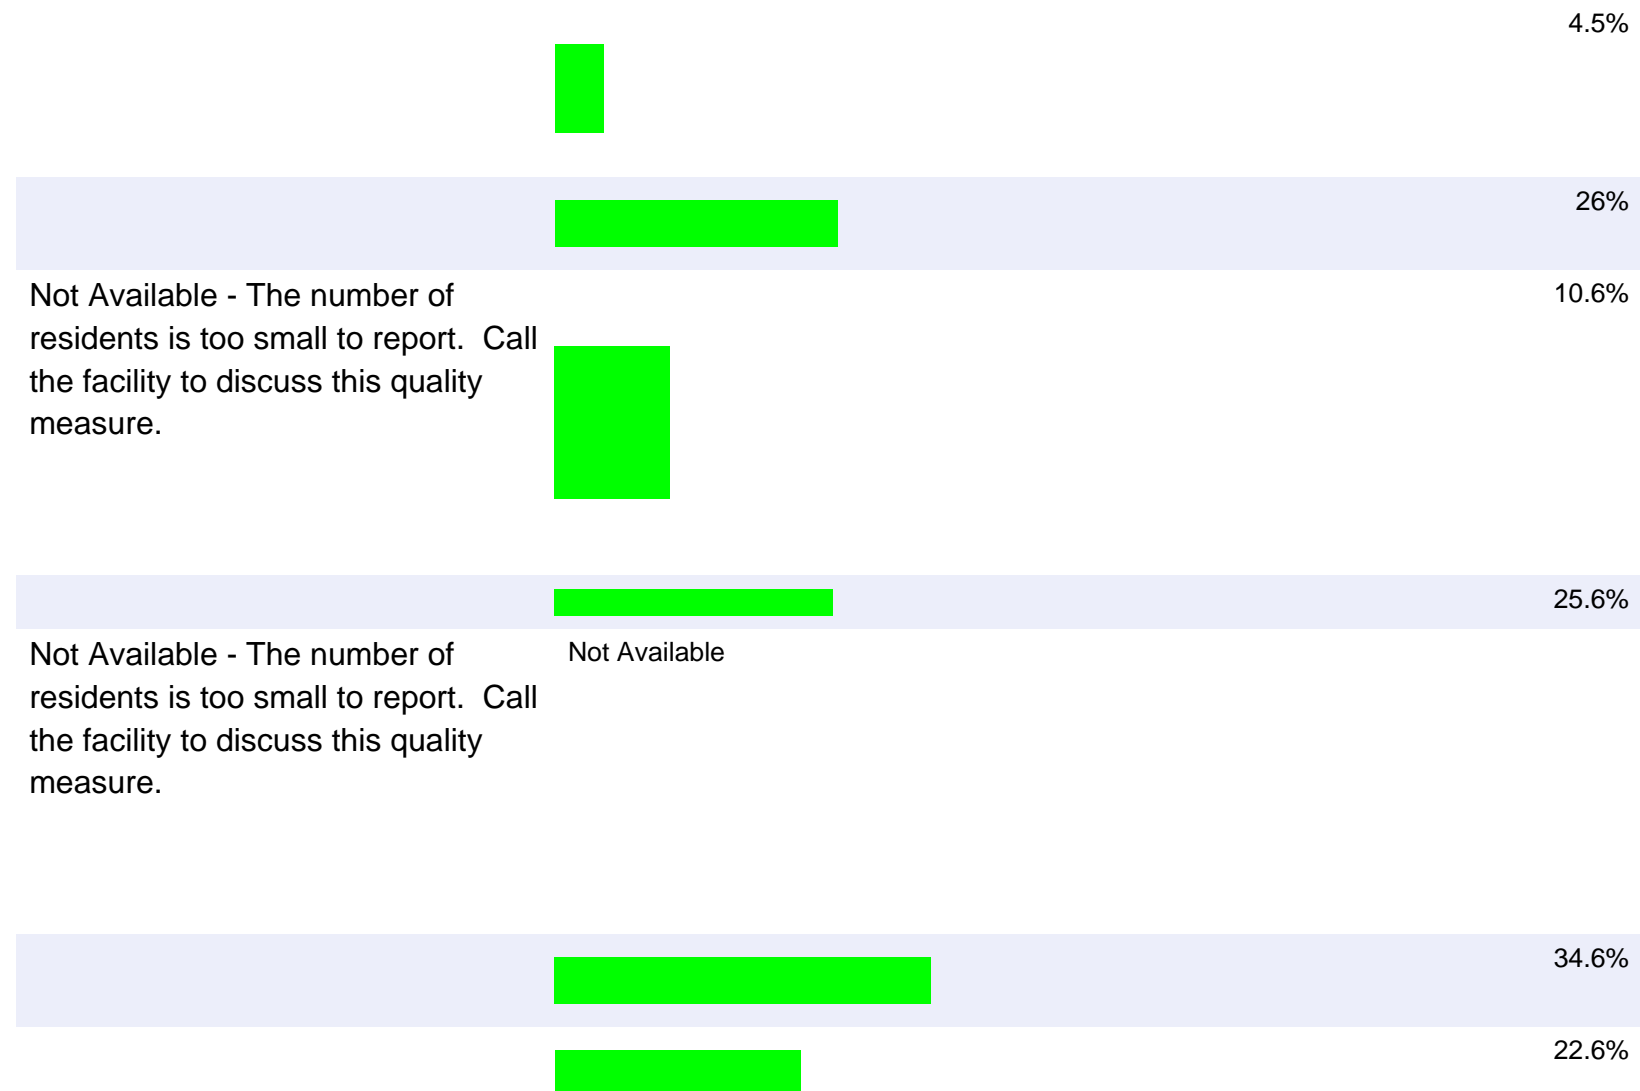 4.5%
26%
Not Available - The number of
residents is too small to report.  Call
the facility to discuss this quality
measure.
10.6%
25.6%
Not Available - The number of
residents is too small to report.  Call
the facility to discuss this quality
measure.
Not Available
34.6%
22.6%